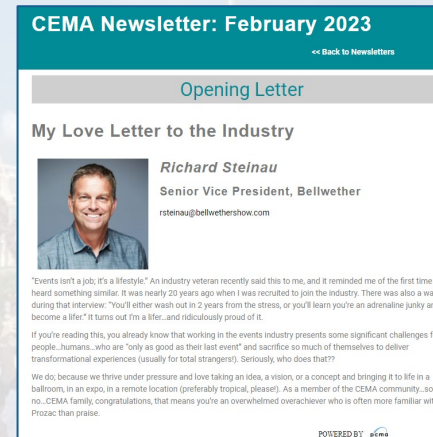 CEMA Newsletter: February 2023
<< Back to Newsletters
Opening Letter
My Love Letter to the Industry
Richard Steinau
Senior Vice President, Bellwether
rsteinau@bellwethershow.com
"Events isn't a job; it's a lifestyle." An industry veteran recently said this to me, and it reminded me of the first time
heard something similar. It was nearly 20 years ago when I was recruited to join the industry. There was also a wa
during that interview: "You'll either wash out in 2 years from the stress, or you'll learn you're an adrenaline junky a
become a lifer." It turns out I'm a lifer...and ridiculously proud of it.
If you're reading this, you already know that working in the events industry presents some significant challenges f
people...humans...who are "only as good as their last event" and sacrifice so much of themselves to deliver
transformational experiences (usually for total strangers!). Seriously, who does that??
We do; because we thrive under pressure and love taking an idea, a vision, or a concept and bringing it to life in a
ballroom, in an expo, in a remote location (preferably tropical, please!). As a member of the CEMA community...so
no...CEMA family, congratulations, that means you're an overwhelmed overachiever who is often more familiar wit
Prozac than praise.
POWERED BY pcma